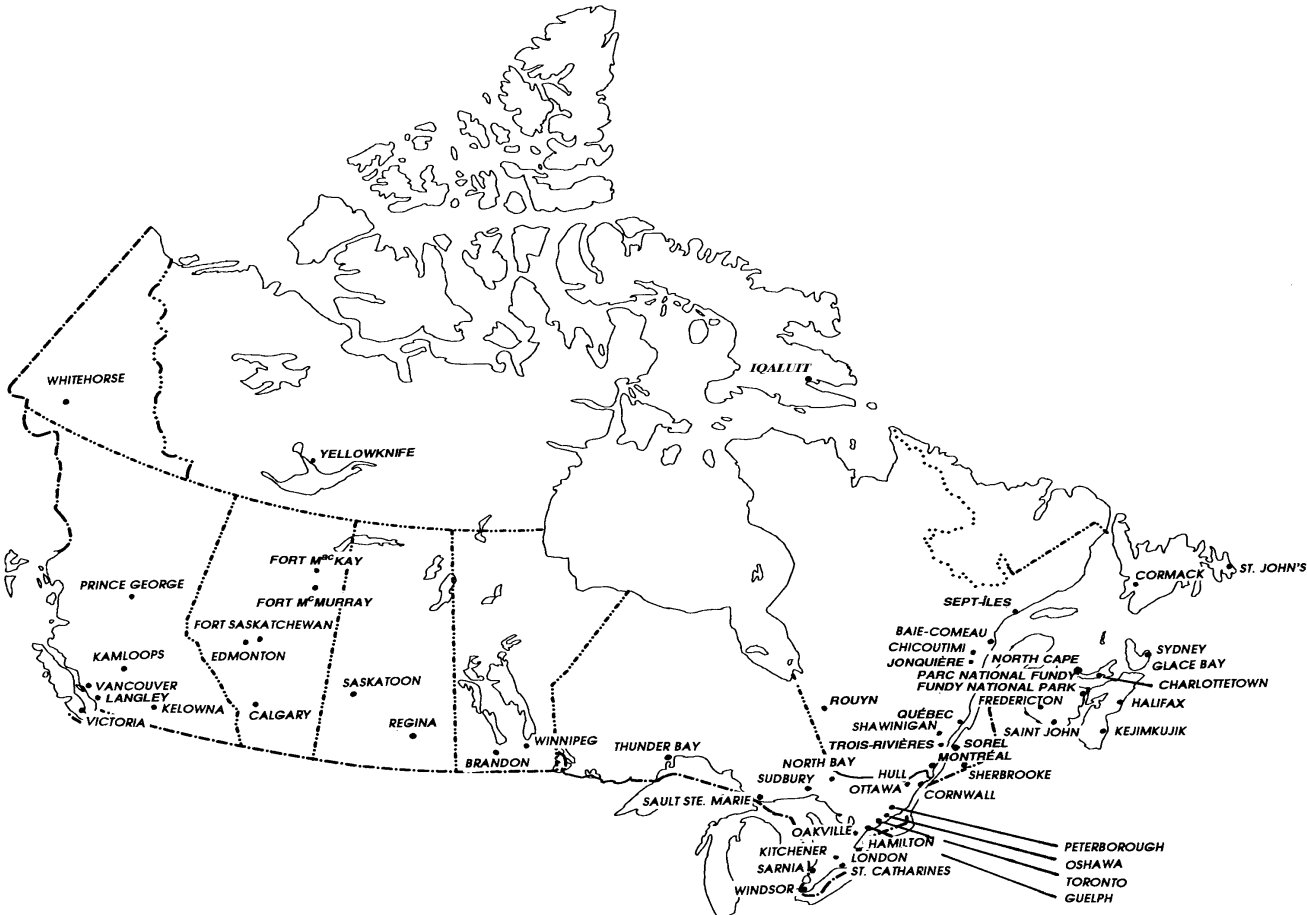 WHITEHORSE
IQALUIT
YELLOWKNIFE
FORT MacKAY
FORT McMURRAY
PRINCE GEORGE
FORT SASKATCHEWAN
EDMONTON
KAMLOOPS
VANCOUVER
LANGLEY
KELOWNA
VICTORIA
CALGARY
SASKATOON
REGINA
BRANDON
WINNIPEG
THUNDER BAY
SAULT STE. MARIE
SUDBURY
NORTH BAY
ROUYN
SEPT-ÎLES
BAIE-COMEAU
CHICOUTIMI
JONQUIÈRE
QUÉBEC
SHAWINIGAN
TROIS-RIVIÈRES
SOREL
MONTRÉAL
SHERBROOKE
HULL
OTTAWA
CORNWALL
CORMACK
ST. JOHN'S
SYDNEY
GLACE BAY
NORTH CAPE
CHARLOTTETOWN
PARC NATIONAL FUNDY
FUNDY NATIONAL PARK
FREDERICTON
HALIFAX
SAINT JOHN
KEJIMKUJIK
OAKVILLE
HAMILTON
KITCHENER
LONDON
SARNIA
ST. CATHARINES
WINDSOR
PETERBOROUGH
OSHAWA
TORONTO
GUELPH